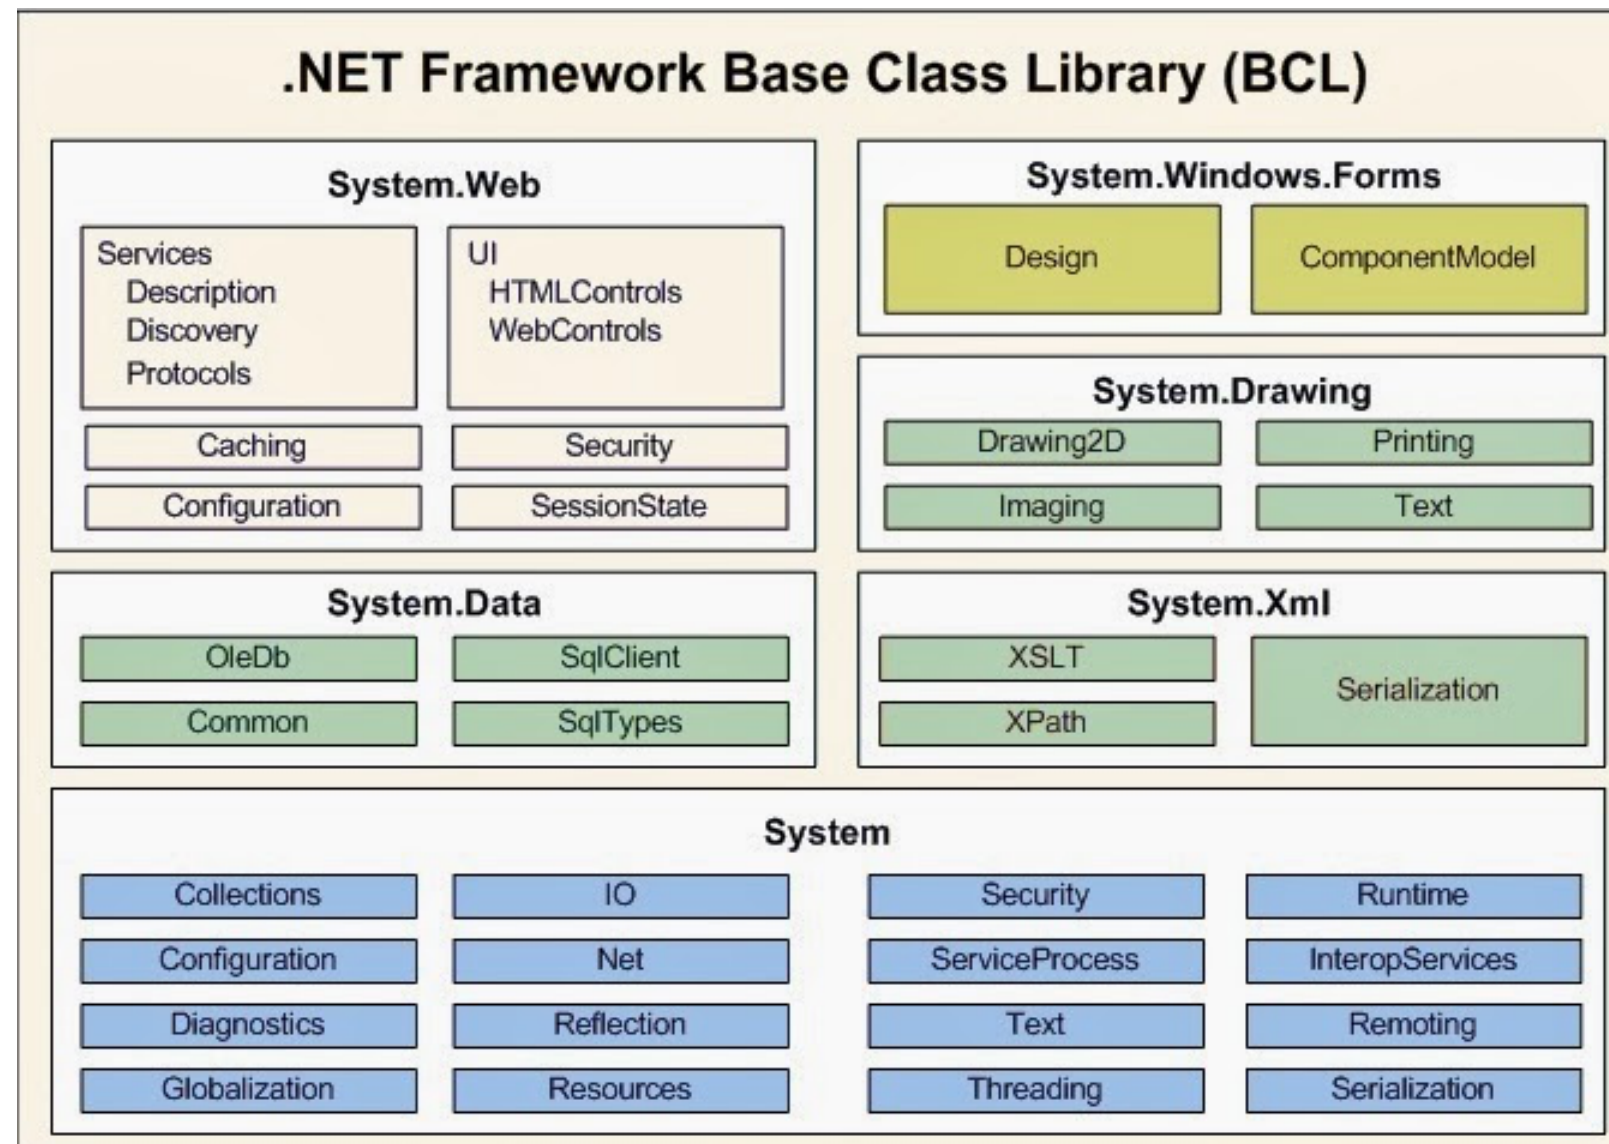 .NET Framework Base Class Library (BCL)
System.Web
Services
Description
Discovery
Protocols
UI
HTMLControls
WebControls
Caching
Security
Configuration
SessionState
System.Windows.Forms
Design
ComponentModel
System.Drawing
Drawing2D
Printing
Imaging
Text
System.Data
OleDb
SqlClient
Common
SqlTypes
System.Xml
XSLT
XPath
Serialization
System
Collections
IO
Security
Runtime
Configuration
Net
ServiceProcess
InteropServices
Diagnostics
Reflection
Text
Remoting
Globalization
Resources
Threading
Serialization